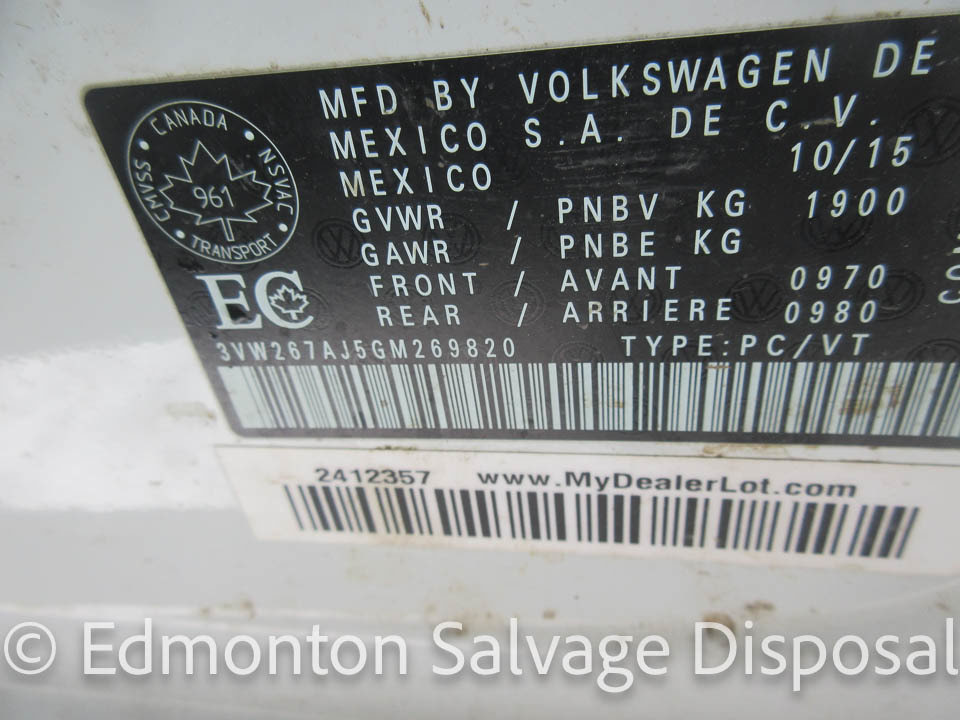 MFD BY VOLKSWAGEN DE
MEXICO S.A. DE C.V.
MEXICO 10/15
GVWR / PNBV KG 1900
GAWR / PNBE KG
FRONT / AVANT 0970
REAR / ARRIERE 0980
CANADA
CMVSS NSVAC
961
TRANSPORT
EC
3VW267AJ5GM269820 TYPE:PC/VT
2412357 www.MyDealerLot.com
© Edmonton Salvage Disposal